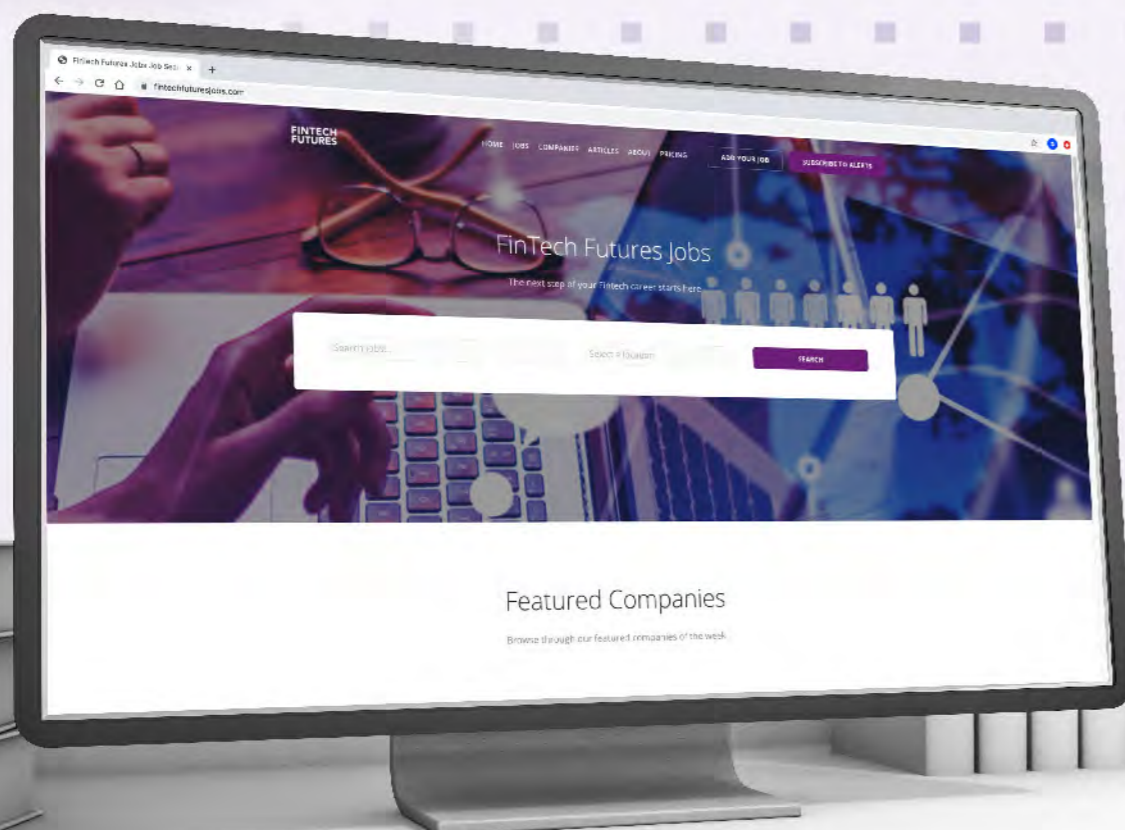 FinTech Futures Jobs Job Sea
fintechfuturesjobs.com
FINTECH
FUTURES
HOME JOBS COMPANIES ARTICLES ABOUT PRICING ADD YOUR JOB SUBSCRIBE TO ALERTS
FinTech Futures Jobs
The next step of your Fintech career starts here
Search jobs... Select a location SEARCH
Featured Companies
Browse through our featured companies of the week